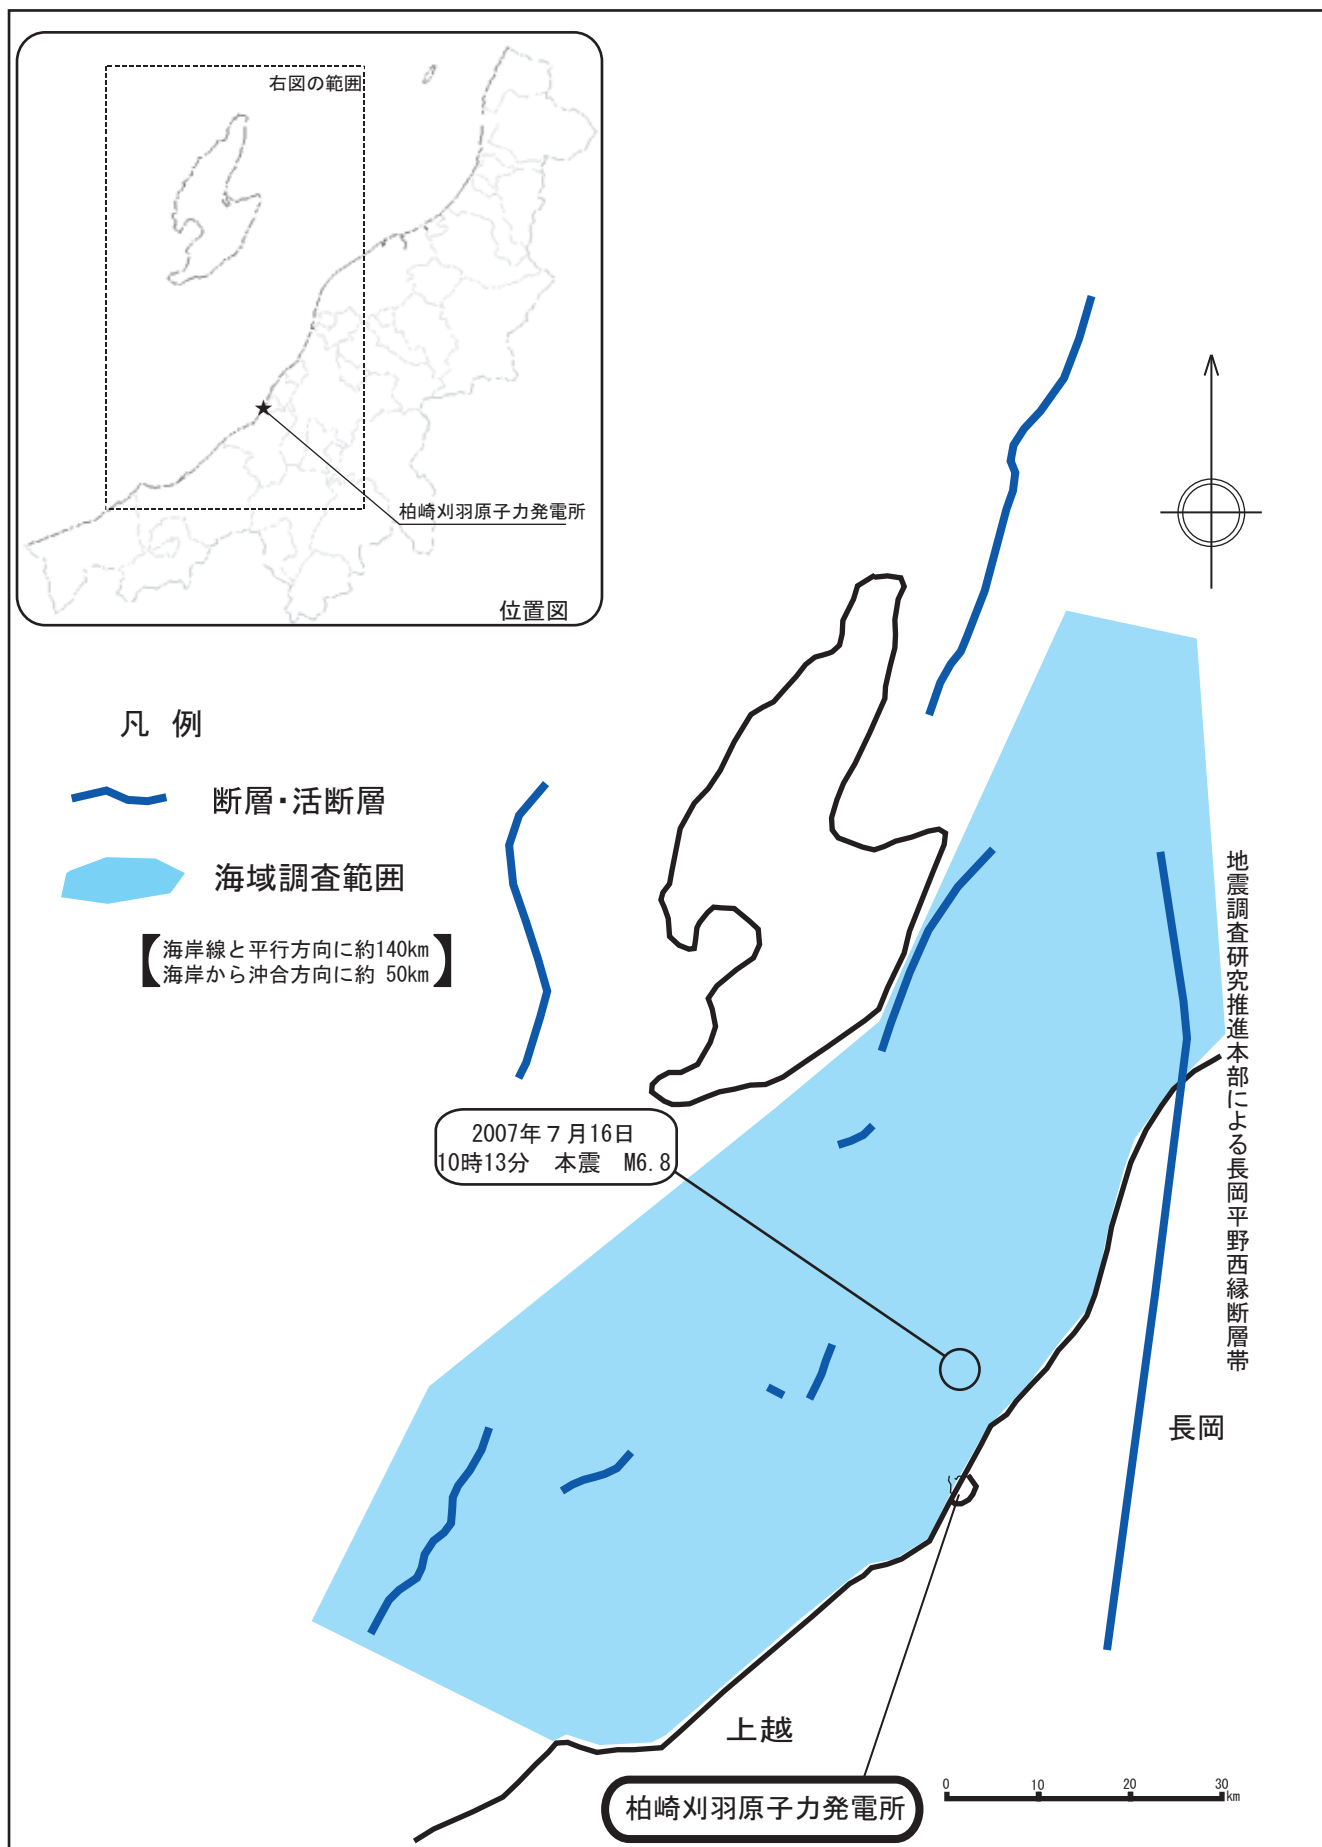 右図の範囲
柏崎刈羽原子力発電所
位置図
凡 例
断層・活断層
海域調査範囲
【海岸線と平行方向に約140km
海岸から沖合方向に約 50km】
2007年７月16日
10時13分 本震 M6.8
地震調査研究推進本部による長岡平野西縁断層帯
長岡
上越
柏崎刈羽原子力発電所
0 10 20 30
km